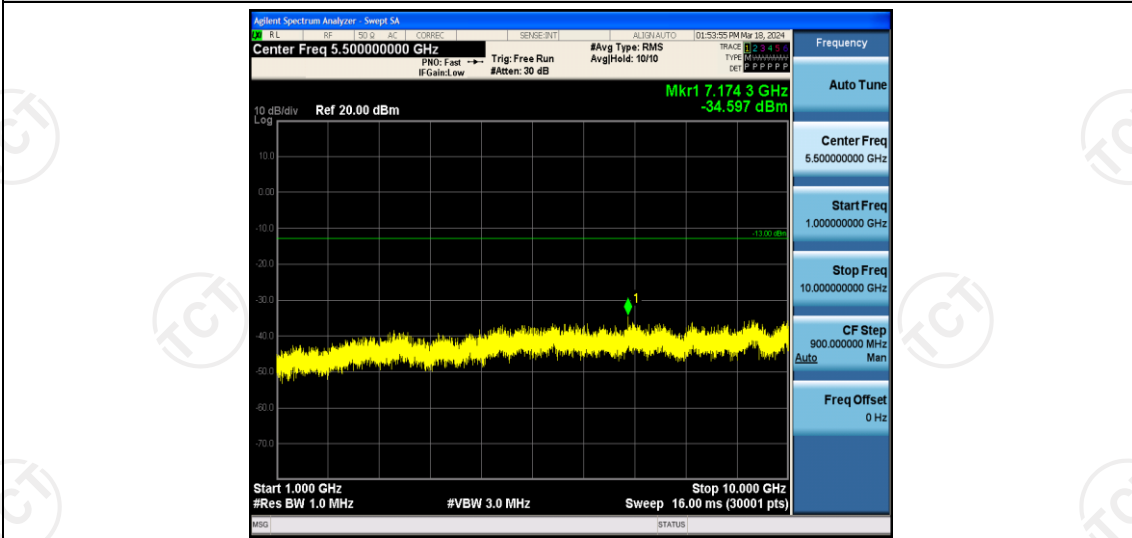 Agilent Spectrum Analyzer - Swept SA
RL RF 50 Ω AC CORREC SENSE:INT ALIGNAUTO 01:53:55 PM Mar 18, 2024
Center Freq 5.500000000 GHz
PNO: Fast
IFGain:Low
Trig: Free Run
#Atten: 30 dB
#Avg Type: RMS
Avg|Hold: 10/10
TRACE 1 2 3 4 5 6
TYPE M
DET P P P P P P
Mkr1 7.174 3 GHz
-34.597 dBm
10 dB/div Ref 20.00 dBm
Log
10.0
0.00
-10.0
-13.00 dBm
-20.0
-30.0
1
-40.0
-50.0
-60.0
-70.0
Start 1.000 GHz Stop 10.000 GHz
#Res BW 1.0 MHz #VBW 3.0 MHz Sweep 16.00 ms (30001 pts)
MSG STATUS
Frequency
Auto Tune
Center Freq
5.500000000 GHz
Start Freq
1.000000000 GHz
Stop Freq
10.000000000 GHz
CF Step
900.000000 MHz
Auto Man
Freq Offset
0 Hz
TCT
TCT
TCT
TCT
TCT
TCT